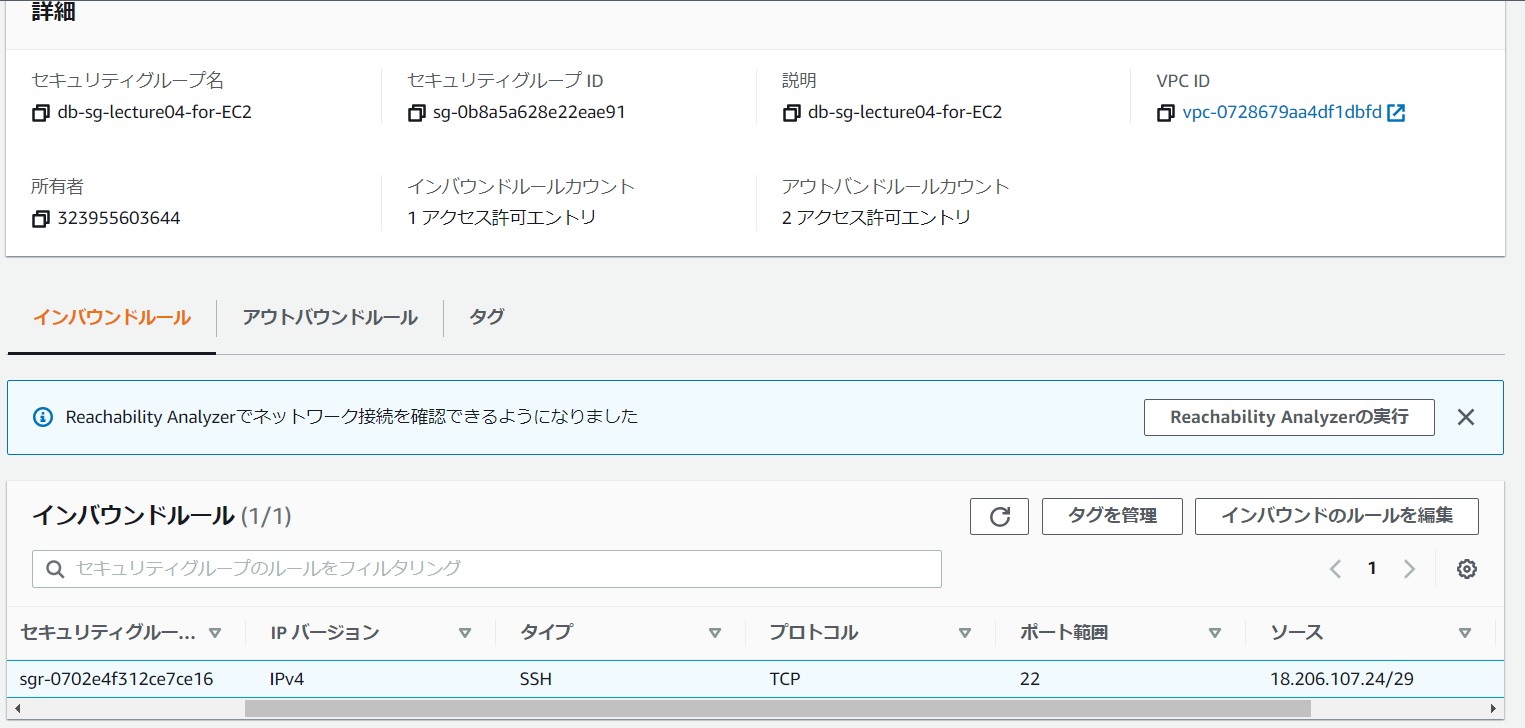 詳細
セキュリティグループ名
db-sg-lecture04-for-EC2
セキュリティグループ ID
sg-0b8a5a628e22eae91
説明
db-sg-lecture04-for-EC2
VPC ID
vpc-0728679aa4df1dbfd
所有者
323955603644
インバウンドルールカウント
1 アクセス許可エントリ
アウトバンドルールカウント
2 アクセス許可エントリ
インバウンドルール
アウトバウンドルール
タグ
Reachability Analyzerでネットワーク接続を確認できるようになりました
Reachability Analyzerの実行
インバウンドルール (1/1)
タグを管理
インバウンドのルールを編集
セキュリティグループのルールをフィルタリング
1
セキュリティグルー... IP バージョン タイプ プロトコル ポート範囲 ソース
sgr-0702e4f312ce7ce16 IPv4 SSH TCP 22 18.206.107.24/29